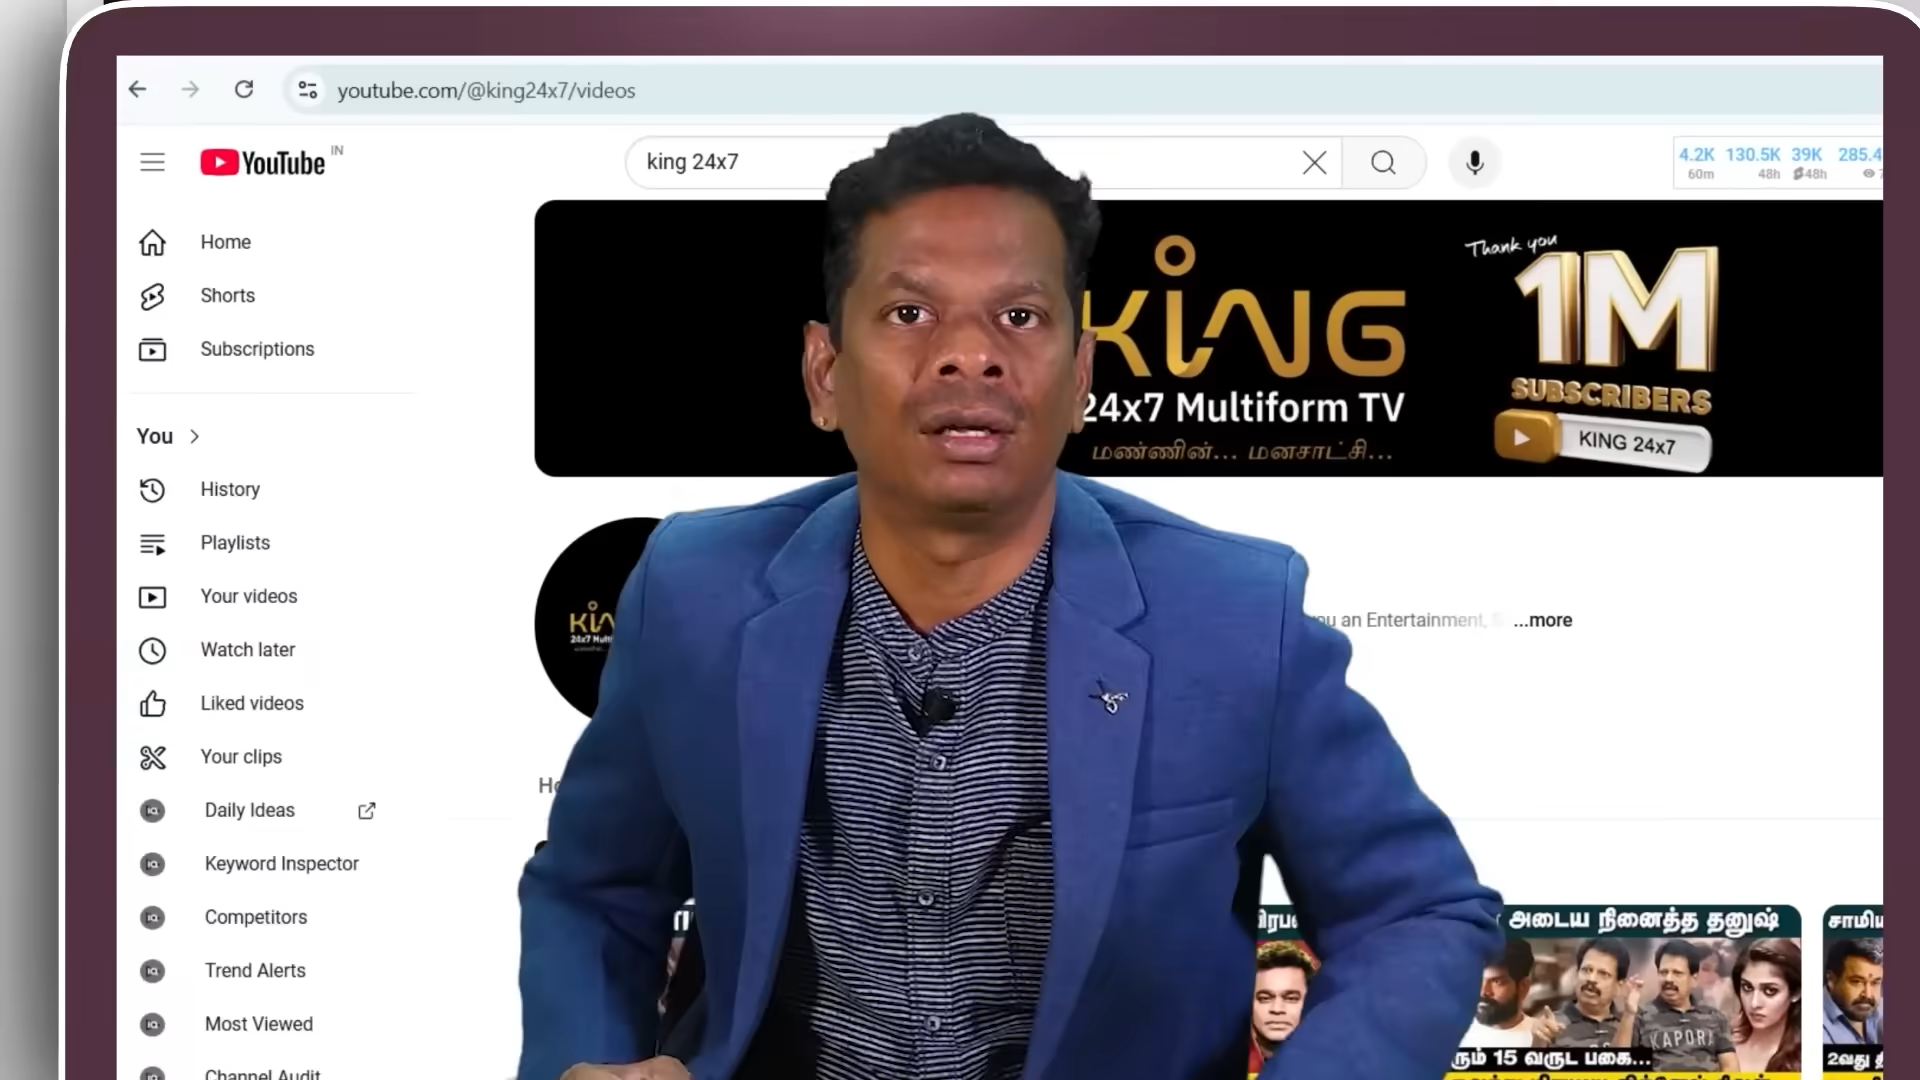 youtube.com/@king24x7/videos
YouTube IN
king 24x7
4.2K 130.5K 39K
60m 48h 48h
Home
Shorts
Subscriptions
You
History
Playlists
Your videos
Watch later
Liked videos
Your clips
Daily Ideas
Keyword Inspector
Competitors
Trend Alerts
Most Viewed
Channel Audit
KiNG
24x7 Multiform TV
மண்ணின்... மனசாட்சி...
Thank you
1M
SUBSCRIBERS
KING 24x7
an Entertainment, ...more
அடைய நினைத்த தனுஷ்
KAPOR
15 வருட பகை...
2வது